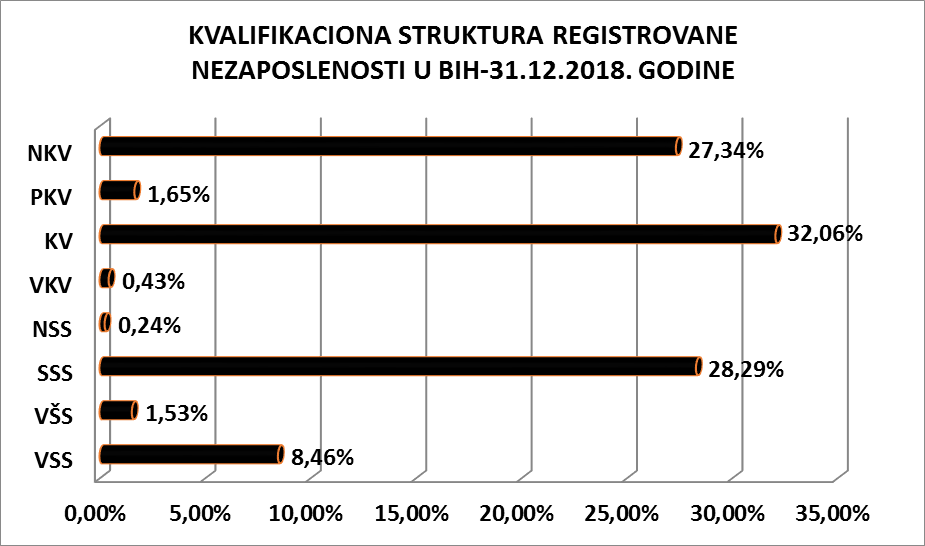 KVALIFIKACIONA STRUKTURA REGISTROVANE
NEZAPOSLENOSTI U BIH-31.12.2018. GODINE
NKV 27,34%
PKV 1,65%
KV 32,06%
VKV 0,43%
NSS 0,24%
SSS 28,29%
VŠS 1,53%
VSS 8,46%
0,00% 5,00% 10,00% 15,00% 20,00% 25,00% 30,00% 35,00%